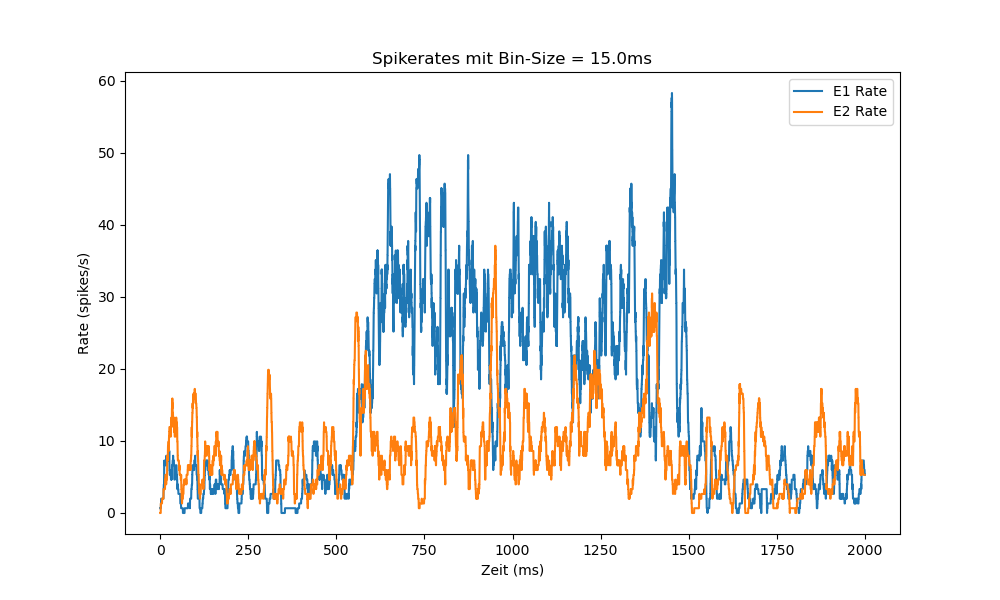 Spikerates mit Bin-Size = 15.0ms
E1 Rate
E2 Rate
60
50
40
30
20
10
0
Rate (spikes/s)
0 250 500 750 1000 1250 1500 1750 2000
Zeit (ms)